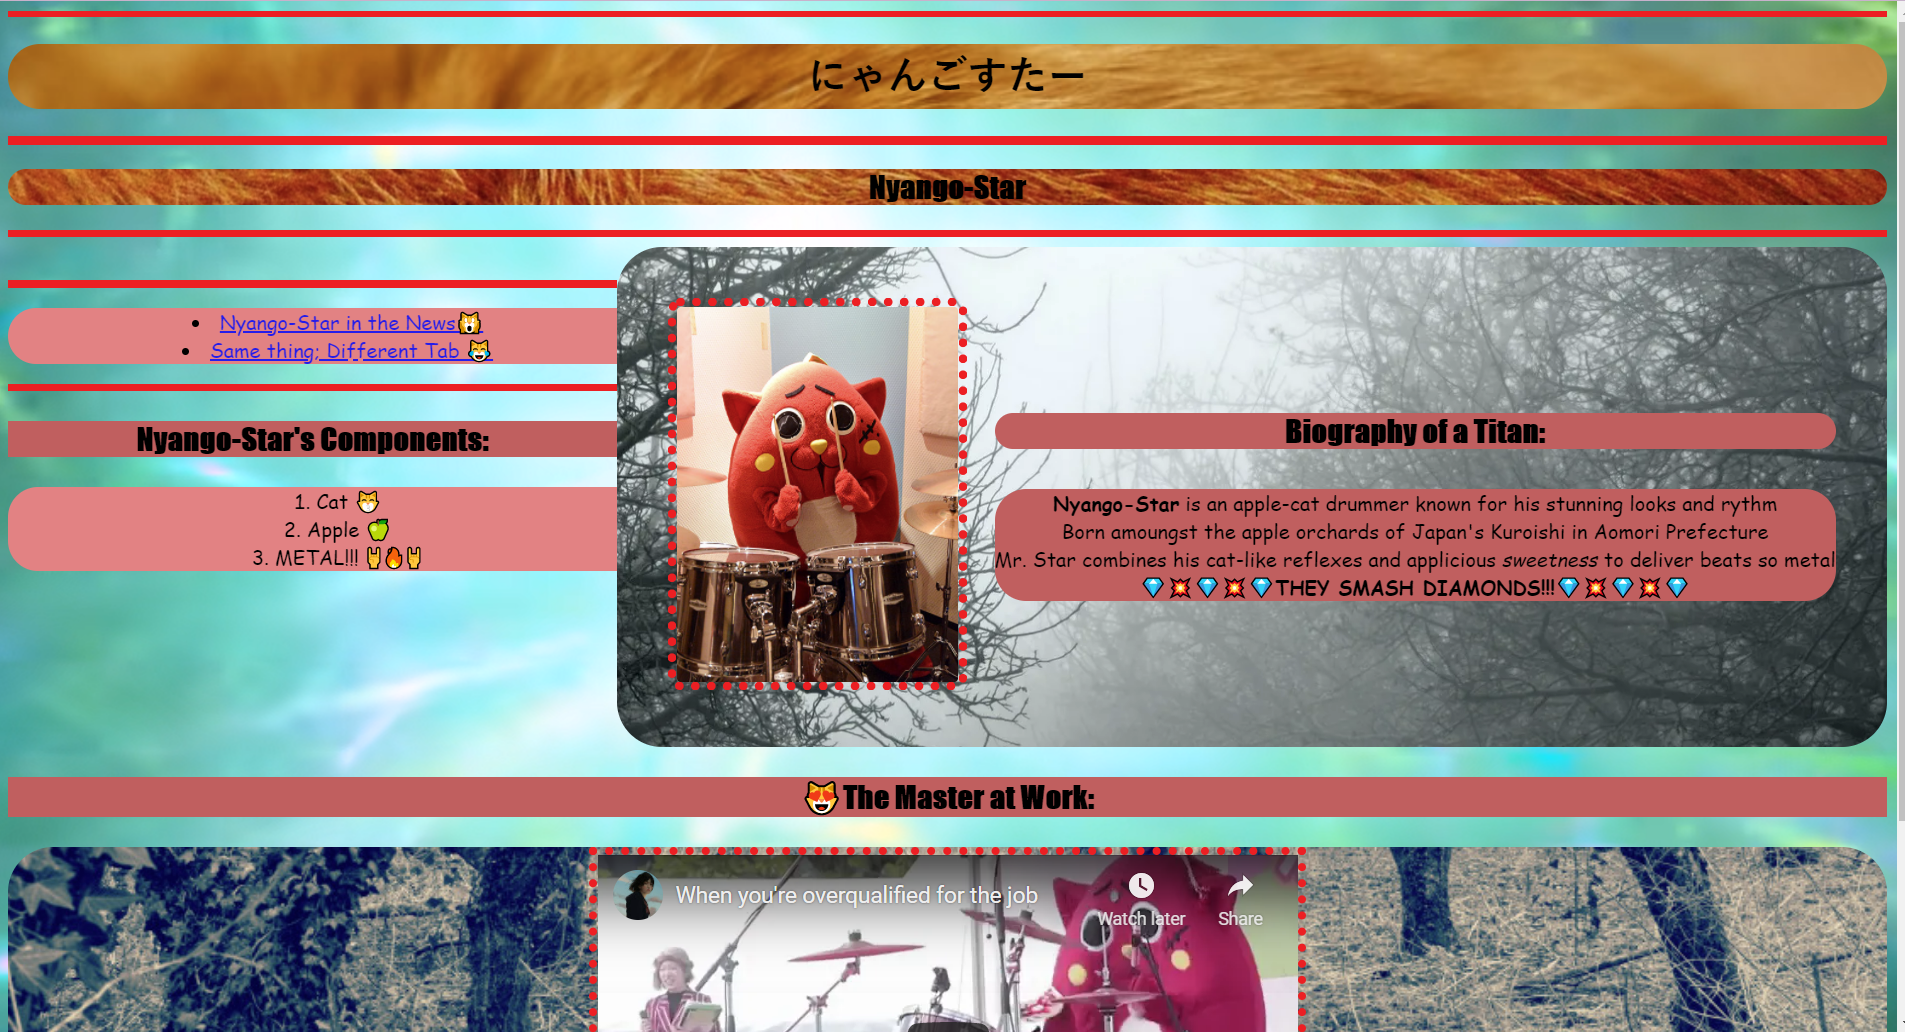 にゃんごすたー
Nyango-Star
• Nyango-Star in the News🙀
• Same thing; Different Tab 😹
Nyango-Star's Components:
1. Cat 😸
2. Apple 🍏
3. METAL!!! 🤘🔥🤘
Biography of a Titan:
Nyango-Star is an apple-cat drummer known for his stunning looks and rythm
Born amoungst the apple orchards of Japan's Kuroishi in Aomori Prefecture
Mr. Star combines his cat-like reflexes and applicious sweetness to deliver beats so metal
💎💥💎💥💎THEY SMASH DIAMONDS!!!💎💥💎💥💎
😻The Master at Work:
When you're overqualified for the job
Watch later
Share